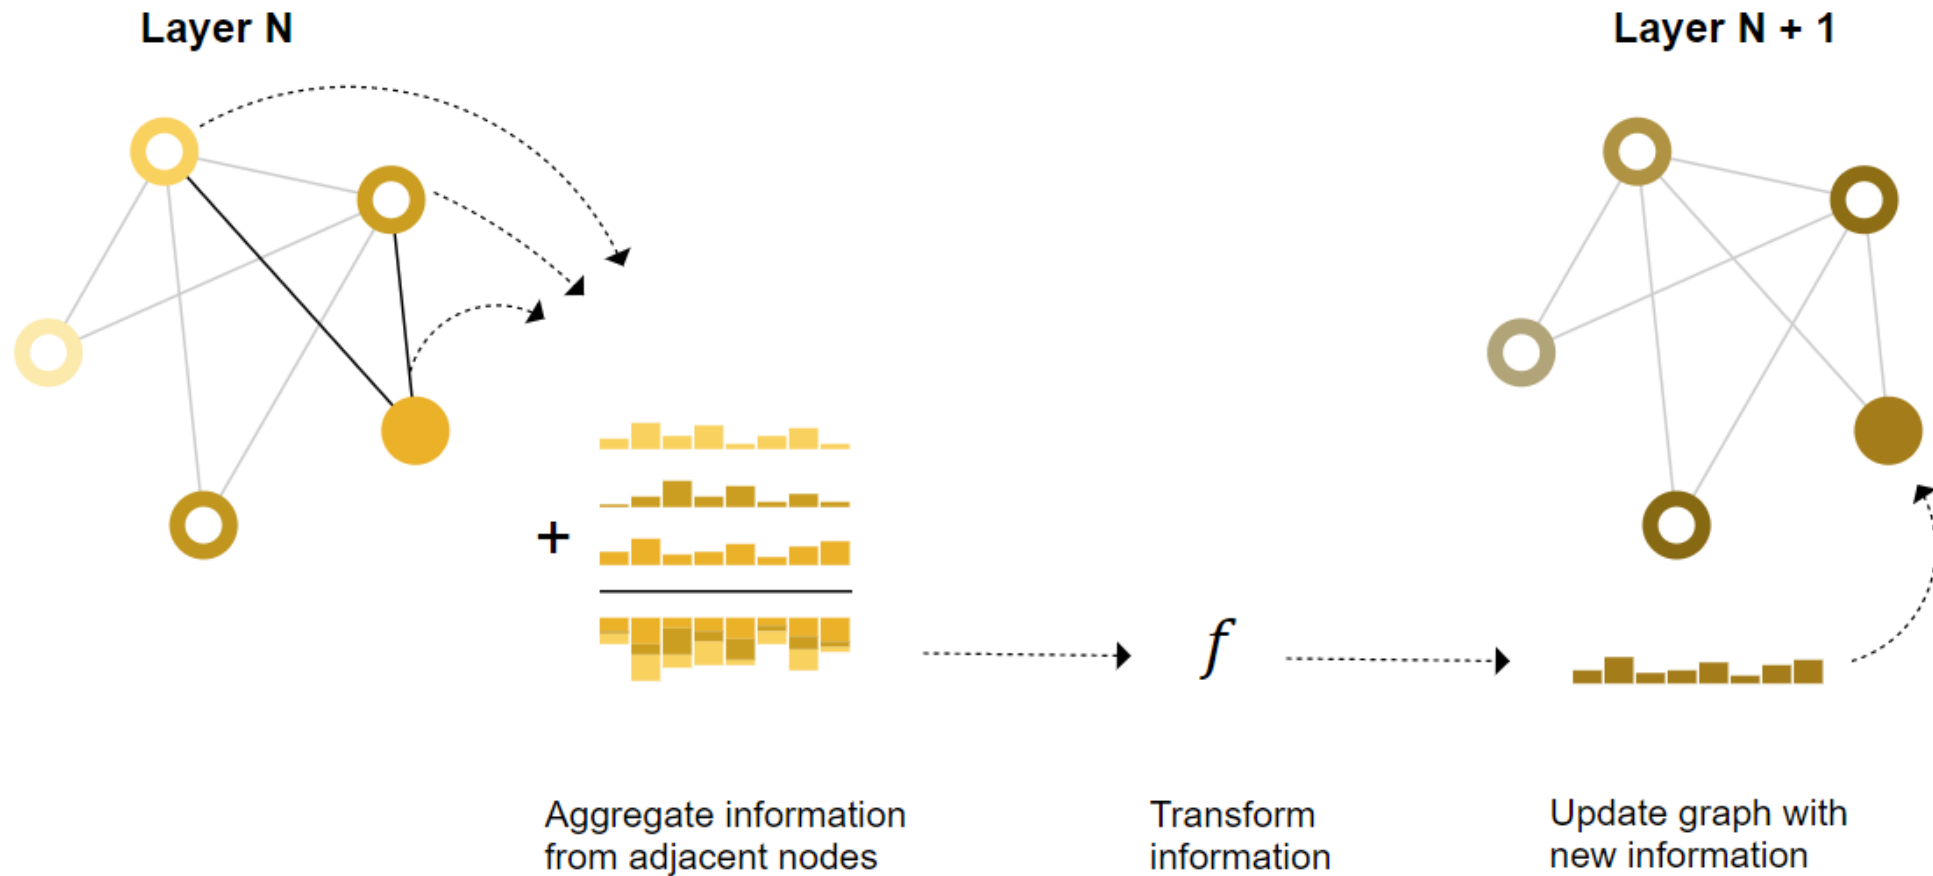 Layer N
Layer N + 1
+
f
Aggregate information
from adjacent nodes
Transform
information
Update graph with
new information